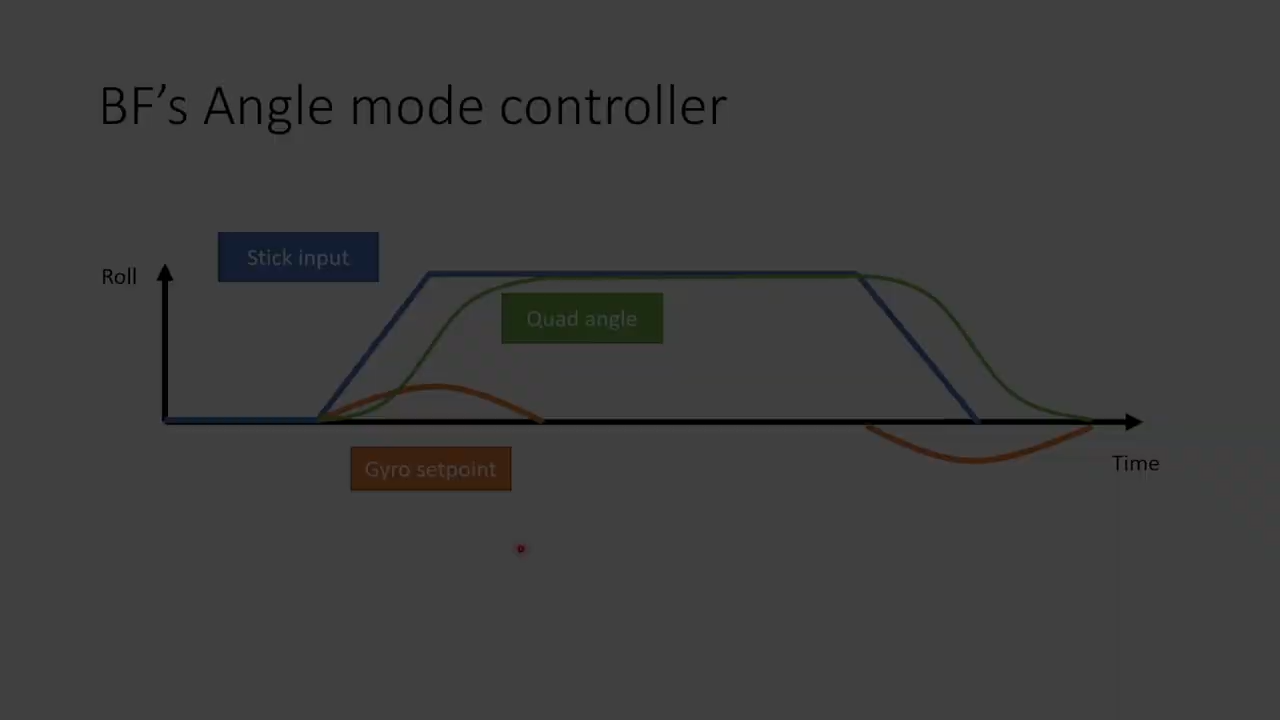 BF's Angle mode controller
Stick input
Roll
Quad angle
Gyro setpoint
Time